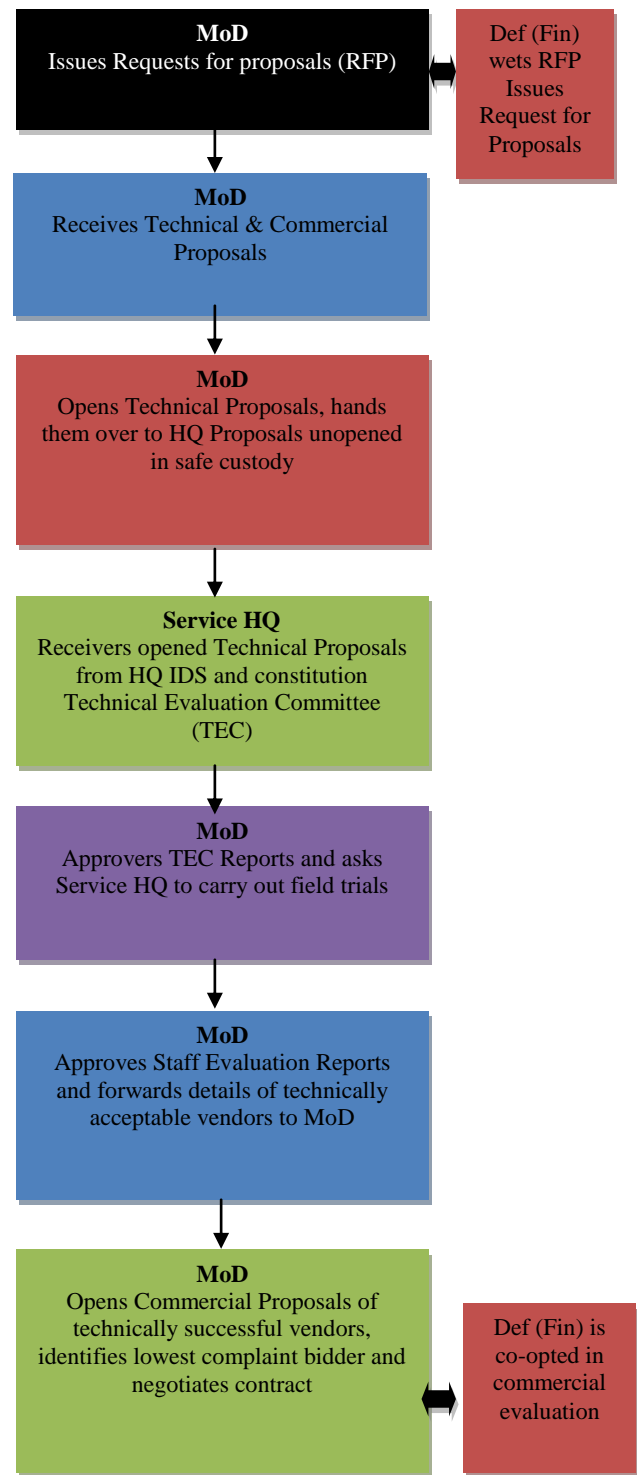 MoD
Issues Requests for proposals (RFP)
Def (Fin)
wets RFP
Issues
Request for
Proposals
MoD
Receives Technical & Commercial
Proposals
MoD
Opens Technical Proposals, hands
them over to HQ Proposals unopened
in safe custody
Service HQ
Receivers opened Technical Proposals
from HQ IDS and constitution
Technical Evaluation Committee
(TEC)
MoD
Approvers TEC Reports and asks
Service HQ to carry out field trials
MoD
Approves Staff Evaluation Reports
and forwards details of technically
acceptable vendors to MoD
MoD
Opens Commercial Proposals of
technically successful vendors,
identifies lowest complaint bidder and
negotiates contract
Def (Fin) is
co-opted in
commercial
evaluation